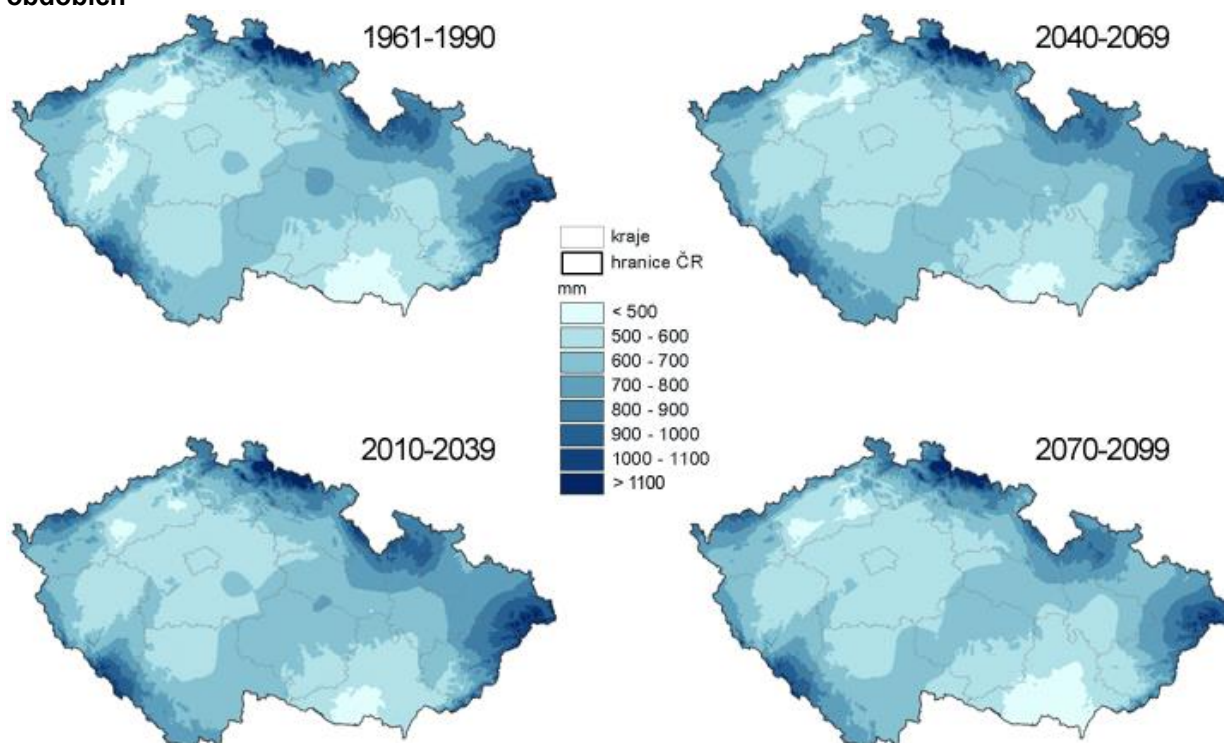 období­ch
1961-1990
2040-2069
kraje
hranice ČR
mm
< 500
500 - 600
600 - 700
700 - 800
800 - 900
900 - 1000
1000 - 1100
> 1100
2010-2039
2070-2099